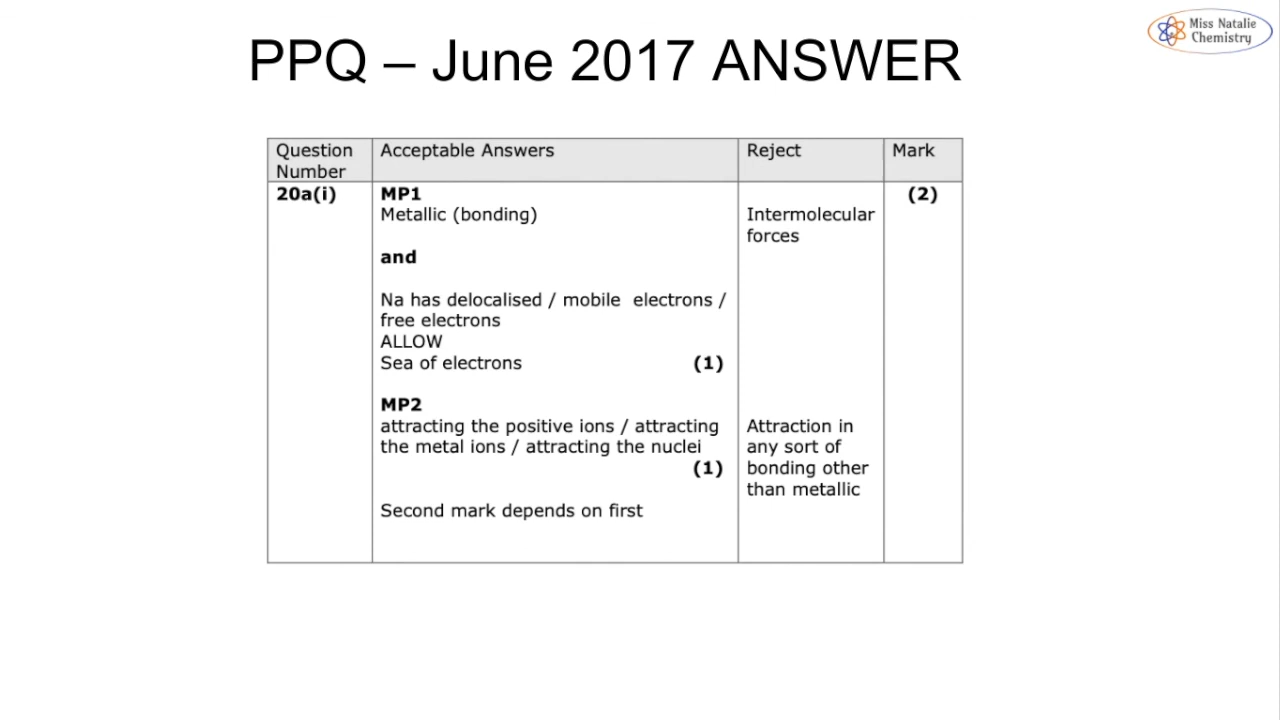 Miss Natalie
Chemistry
PPQ – June 2017 ANSWER
Question Number
Acceptable Answers
Reject
Mark
20a(i)
MP1
Metallic (bonding)
and
Na has delocalised / mobile electrons /
free electrons
ALLOW
Sea of electrons (1)
MP2
attracting the positive ions / attracting
the metal ions / attracting the nuclei
(1)
Second mark depends on first
Intermolecular
forces
Attraction in
any sort of
bonding other
than metallic
(2)